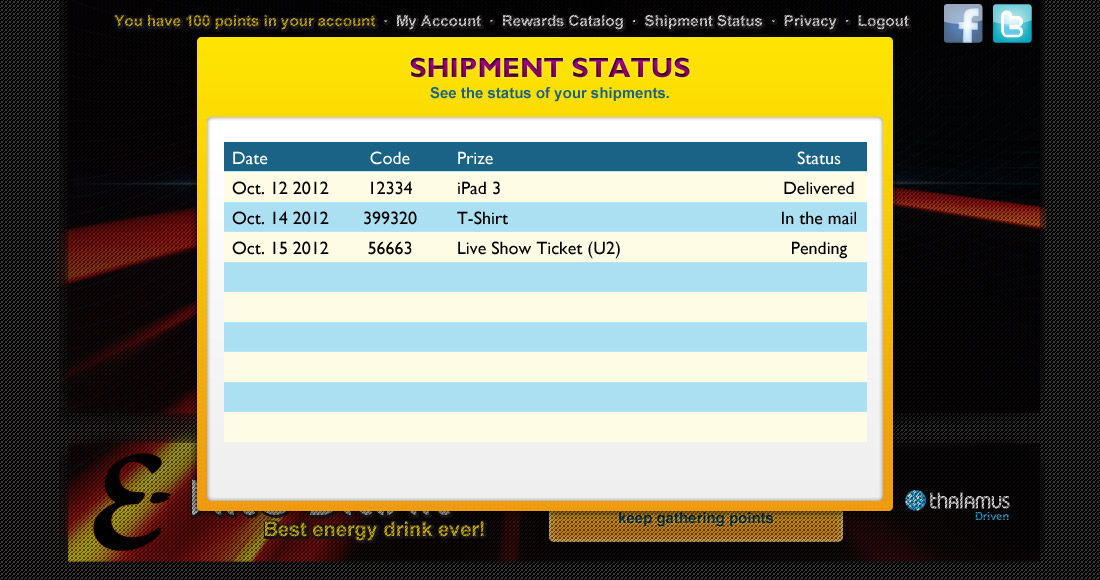 You have 100 points in your account · My Account · Rewards Catalog · Shipment Status · Privacy · Logout
SHIPMENT STATUS
See the status of your shipments.
Date Code Prize Status
Oct. 12 2012 12334 iPad 3 Delivered
Oct. 14 2012 399320 T-Shirt In the mail
Oct. 15 2012 56663 Live Show Ticket (U2) Pending
thalamus
Driven
keep gathering points
Best energy drink ever!